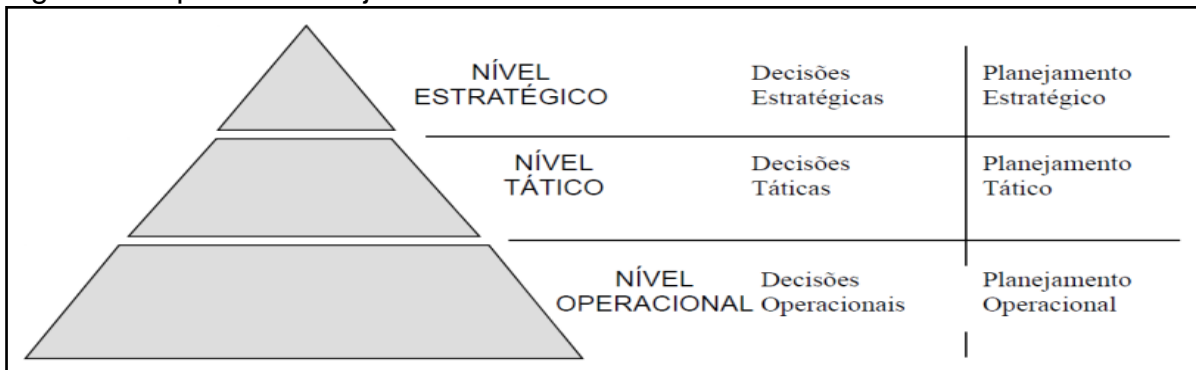 NÍVEL
ESTRATÉGICO
Decisões
Estratégicas
Planejamento
Estratégico
NÍVEL
TÁTICO
Decisões
Táticas
Planejamento
Tático
NÍVEL
OPERACIONAL
Decisões
Operacionais
Planejamento
Operacional